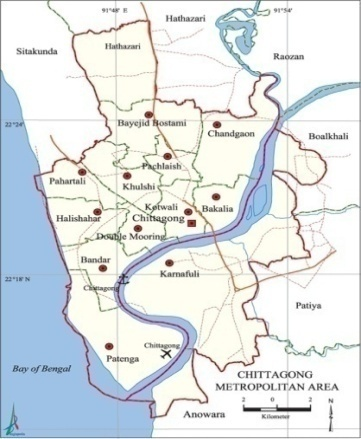 91°48' E
91°54'
Hathazari
Sitakunda
Hathazari
Raozan
22°24'
Bayejid Bostami
Chandgaon
Boalkhali
Pachlaish
Pahartali
Khulshi
Kotwali
Bakalia
Halishahar
Chittagong
Double Mooring
Bandar
Karnafuli
22°18' N
Chittagong
Patiya
Chittagong
Patenga
Bay of Bengal
CHITTAGONG
METROPOLITAN AREA
2 0 2
Kilometer
N
Anowara